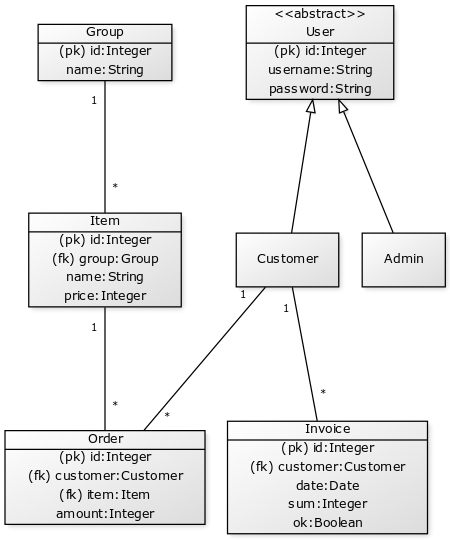 Group
(pk) id:Integer
name:String
<<abstract>>
User
(pk) id:Integer
username:String
password:String
1
*
Item
(pk) id:Integer
(fk) group:Group
name:String
price:Integer
Customer
Admin
1
*
1
*
1
*
Order
(pk) id:Integer
(fk) customer:Customer
(fk) item:Item
amount:Integer
Invoice
(pk) id:Integer
(fk) customer:Customer
date:Date
sum:Integer
ok:Boolean